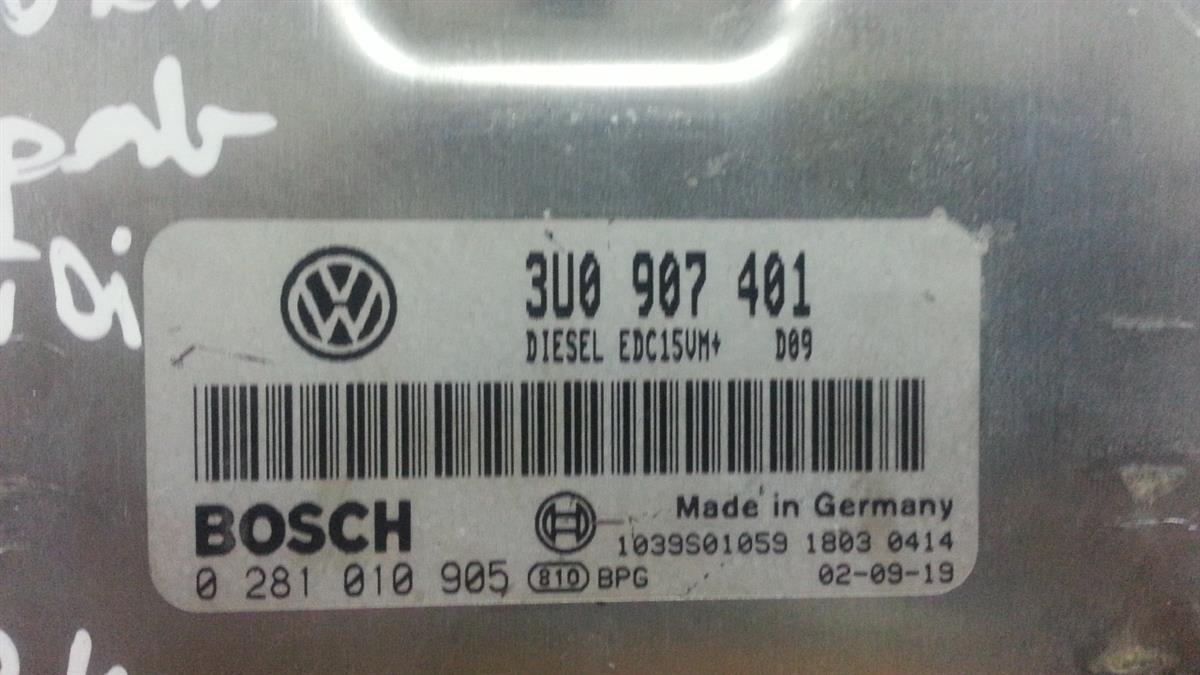 3U0 907 401
DIESEL EDC15VM+ D09
BOSCH
Made in Germany
1039S01059 1803 0414
0 281 010 905 810 BPG
02-09-19
Di